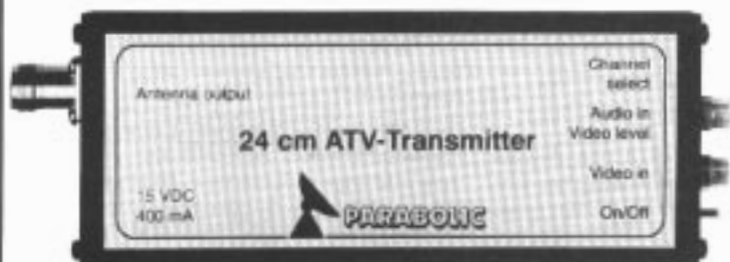 Channel
select
Antenna output
Audio in
Video level
24 cm ATV-Transmitter
Video in
15 VDC
400 mA
PARABOLIC
On/Off